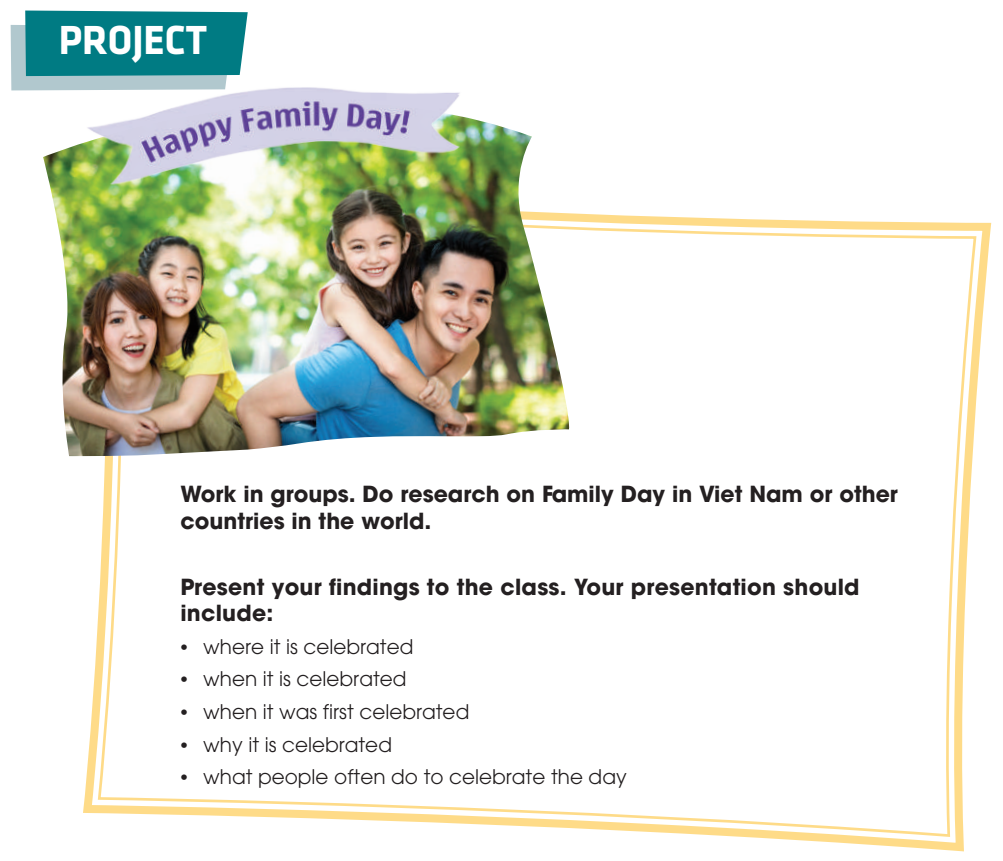 PROJECT
Happy Family Day!
Work in groups. Do research on Family Day in Viet Nam or other
countries in the world.
Present your findings to the class. Your presentation should
include:
• where it is celebrated
• when it is celebrated
• when it was first celebrated
• why it is celebrated
• what people often do to celebrate the day